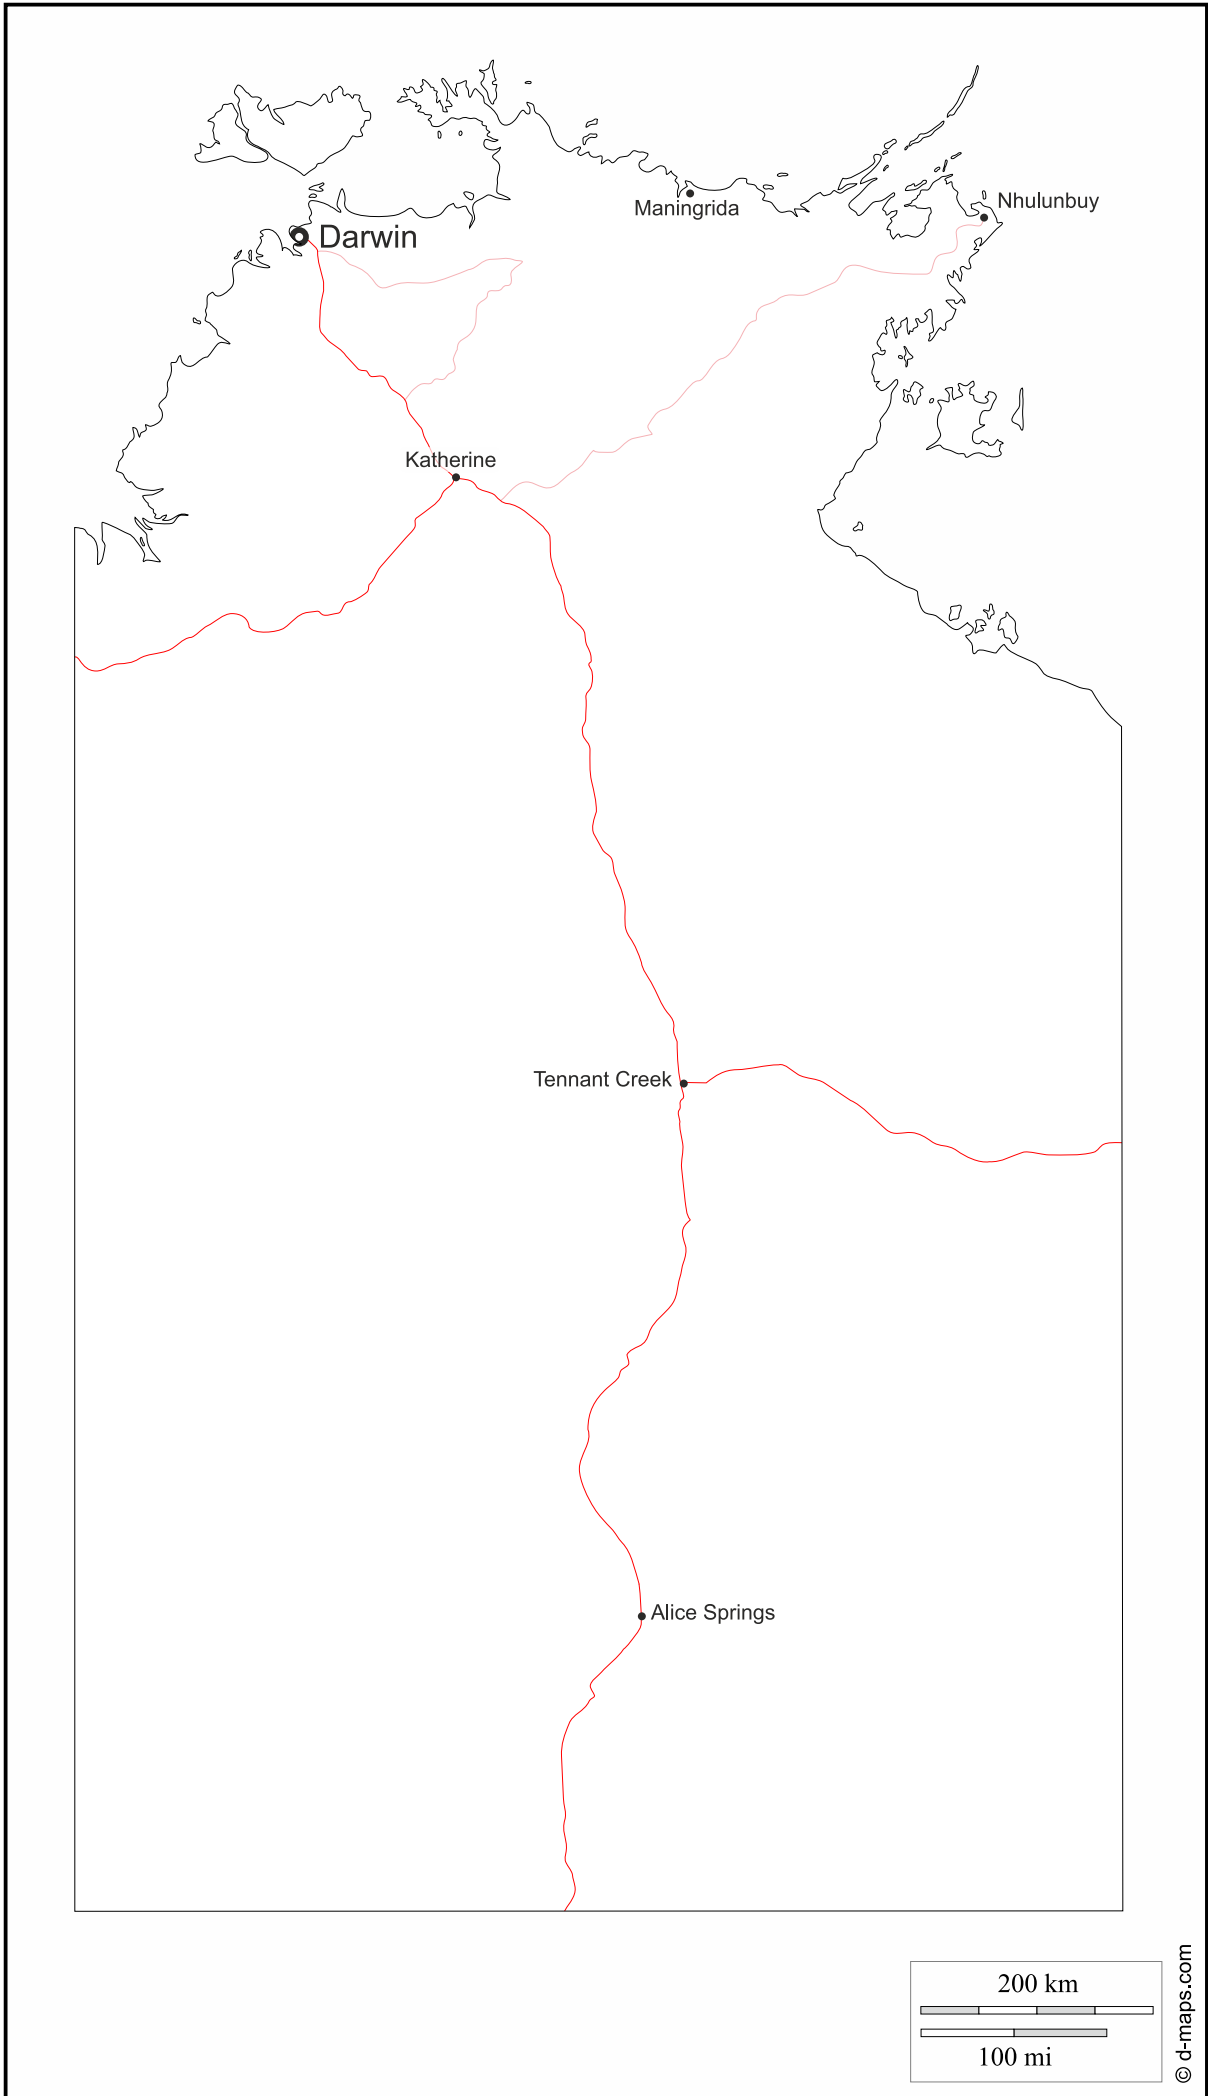 Maningrida
Nhulunbuy
Darwin
Katherine
Tennant Creek
Alice Springs
200 km
100 mi
© d-maps.com